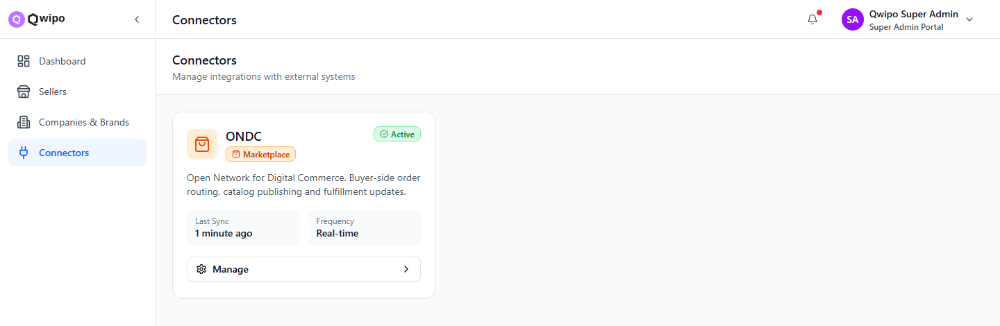 Qwipo
Connectors
SA
Qwipo Super Admin
Super Admin Portal
Dashboard
Sellers
Companies & Brands
Connectors
Connectors
Manage integrations with external systems
ONDC
Active
Marketplace
Open Network for Digital Commerce. Buyer-side order
routing, catalog publishing and fulfillment updates.
Last Sync
1 minute ago
Frequency
Real-time
Manage